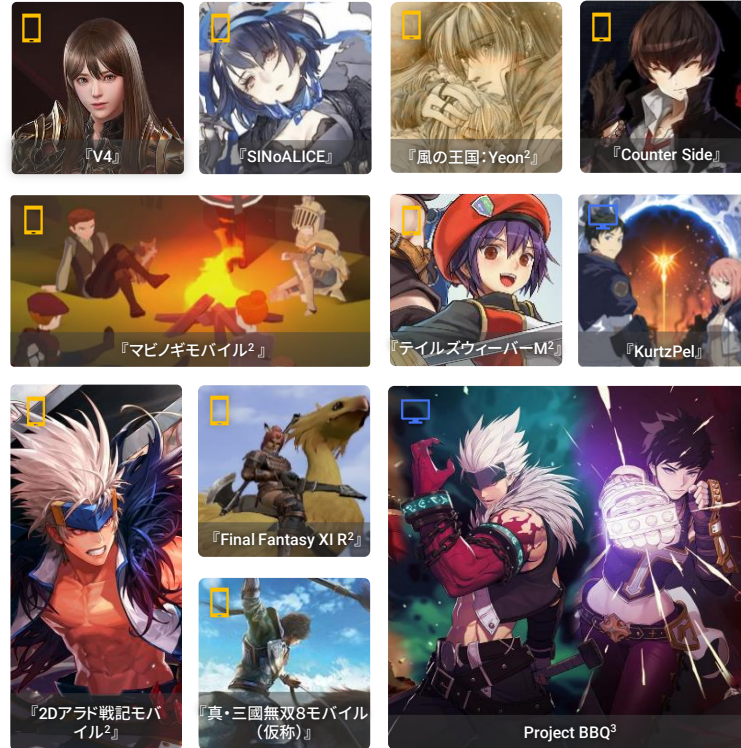 『V4』
『SINoALICE』
『風の王国：Yeon²』
『Counter Side』
『マビノギモバイル² 』
『テイルズウィーバーM²』
『KurtzPel』
『2Dアラド戦記モバ
イル²』
『Final Fantasy XI R²』
『真・三國無双8モバイル
（仮称）』
Project BBQ³